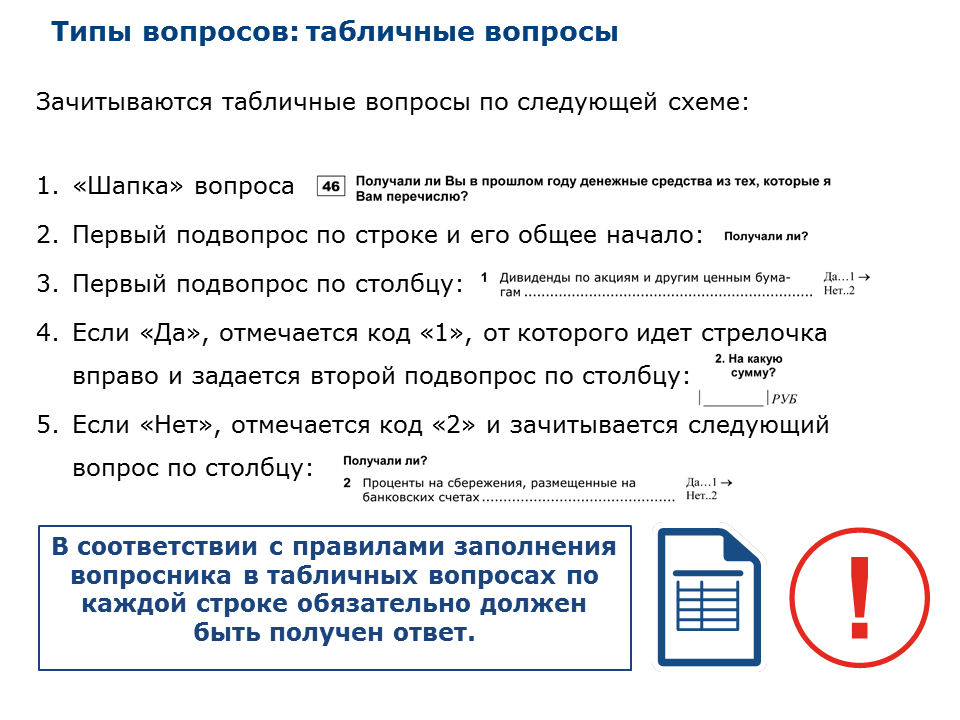 Типы вопросов: табличные вопросы
Зачитываются табличные вопросы по следующей схеме:
1. «Шапка» вопроса
46 Получали ли Вы в прошлом году денежные средства из тех, которые я
Вам перечислю?
2. Первый подвопрос по строке и его общее начало: Получали ли?
3. Первый подвопрос по столбцу: 1 Дивиденды по акциям и другим ценным бума-
гам ........................................................................
Да…1 →
Нет..2
4. Если «Да», отмечается код «1», от которого идет стрелочка
вправо и задается второй подвопрос по столбцу:
2. На какую
сумму?
|__________| РУБ
5. Если «Нет», отмечается код «2» и зачитывается следующий
вопрос по столбцу:
Получали ли?
2 Проценты на сбережения, размещенные на
банковских счетах ...............................................
Да…1 →
Нет..2
В соответствии с правилами заполнения
вопросника в табличных вопросах по
каждой строке обязательно должен
быть получен ответ.
!